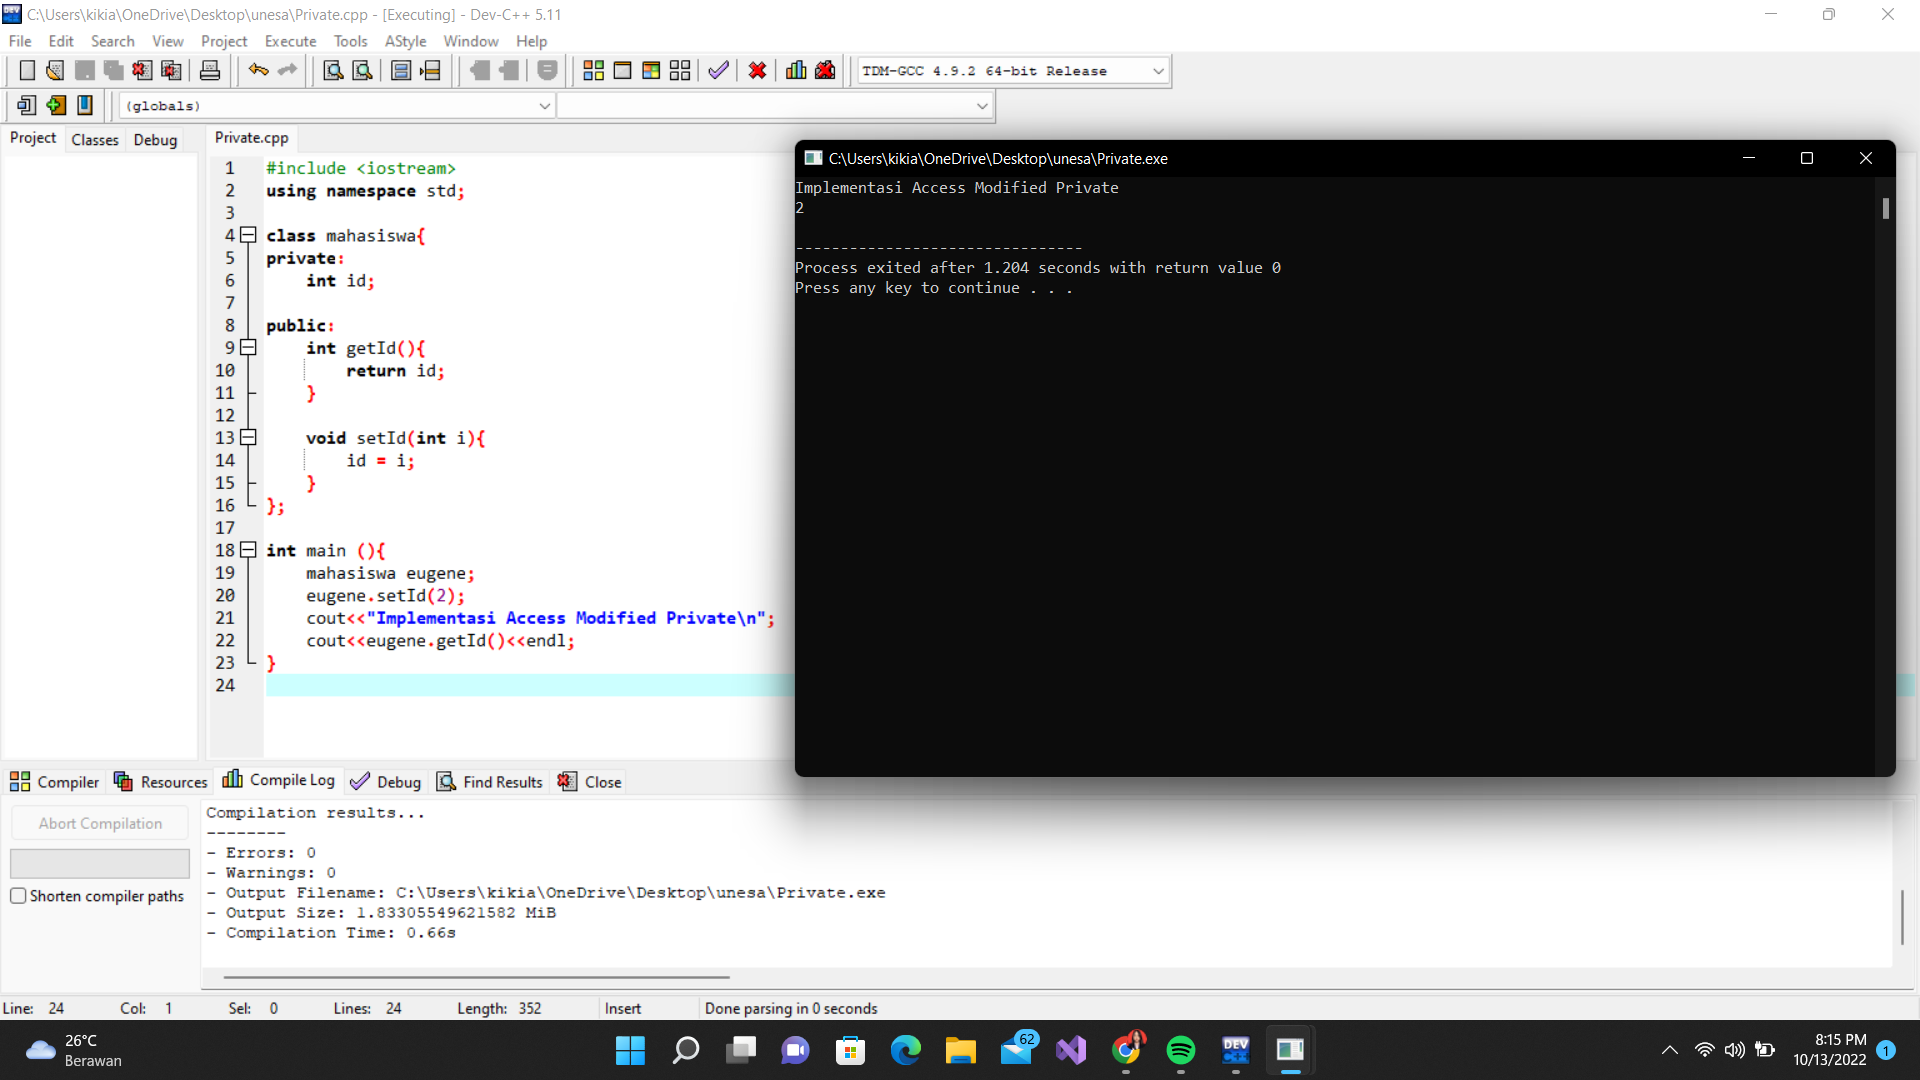 C:\Users\kikia\OneDrive\Desktop\unesa\Private.cpp - [Executing] - Dev-C++ 5.11
File Edit Search View Project Execute Tools AStyle Window Help
TDM-GCC 4.9.2 64-bit Release
(globals)
Project Classes Debug
Private.cpp
1 #include <iostream>
2 using namespace std;
3
4 class mahasiswa{
5 private:
6     int id;
7
8 public:
9     int getId(){
10         return id;
11     }
12
13     void setId(int i){
14         id = i;
15     }
16 };
17
18 int main (){
19     mahasiswa eugene;
20     eugene.setId(2);
21     cout<<"Implementasi Access Modified Private\n";
22     cout<<eugene.getId()<<endl;
23 }
24
C:\Users\kikia\OneDrive\Desktop\unesa\Private.exe
Implementasi Access Modified Private
2
--------------------------------
Process exited after 1.204 seconds with return value 0
Press any key to continue . . .
Compiler Resources Compile Log Debug Find Results Close
Abort Compilation
Shorten compiler paths
Compilation results...
--------
- Errors: 0
- Warnings: 0
- Output Filename: C:\Users\kikia\OneDrive\Desktop\unesa\Private.exe
- Output Size: 1.83305549621582 MiB
- Compilation Time: 0.66s
Line: 24 Col: 1 Sel: 0 Lines: 24 Length: 352 Insert Done parsing in 0 seconds
26°C
Berawan
62
DEV
C++
8:15 PM
10/13/2022
1